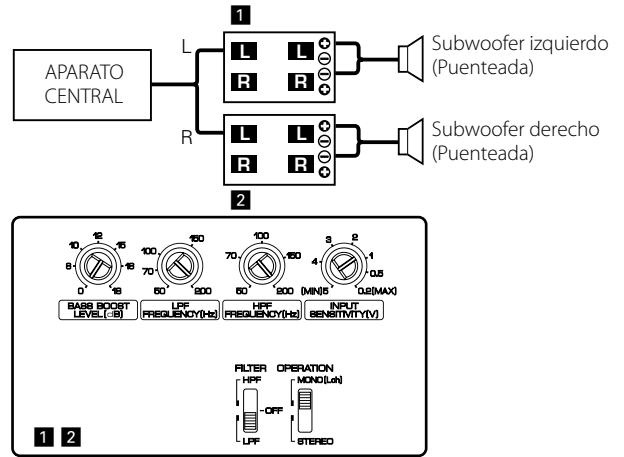 1
L
R
APARATO
CENTRAL
L L
R R
Subwoofer izquierdo
(Puenteada)
L L
R R
Subwoofer derecho
(Puenteada)
2
0 6 10 12 15 18 18
BASS BOOST
LEVEL(dB)
50 70 100 150 200
LPF
FREQUENCY(Hz)
50 70 100 150 200
HPF
FREQUENCY(Hz)
(MIN)5 4 3 2 1 0.5 0.2(MAX)
INPUT
SENSITIVITY(V)
FILTER
HPF
OFF
LPF
OPERATION
MONO(Lch)
STEREO
1 2